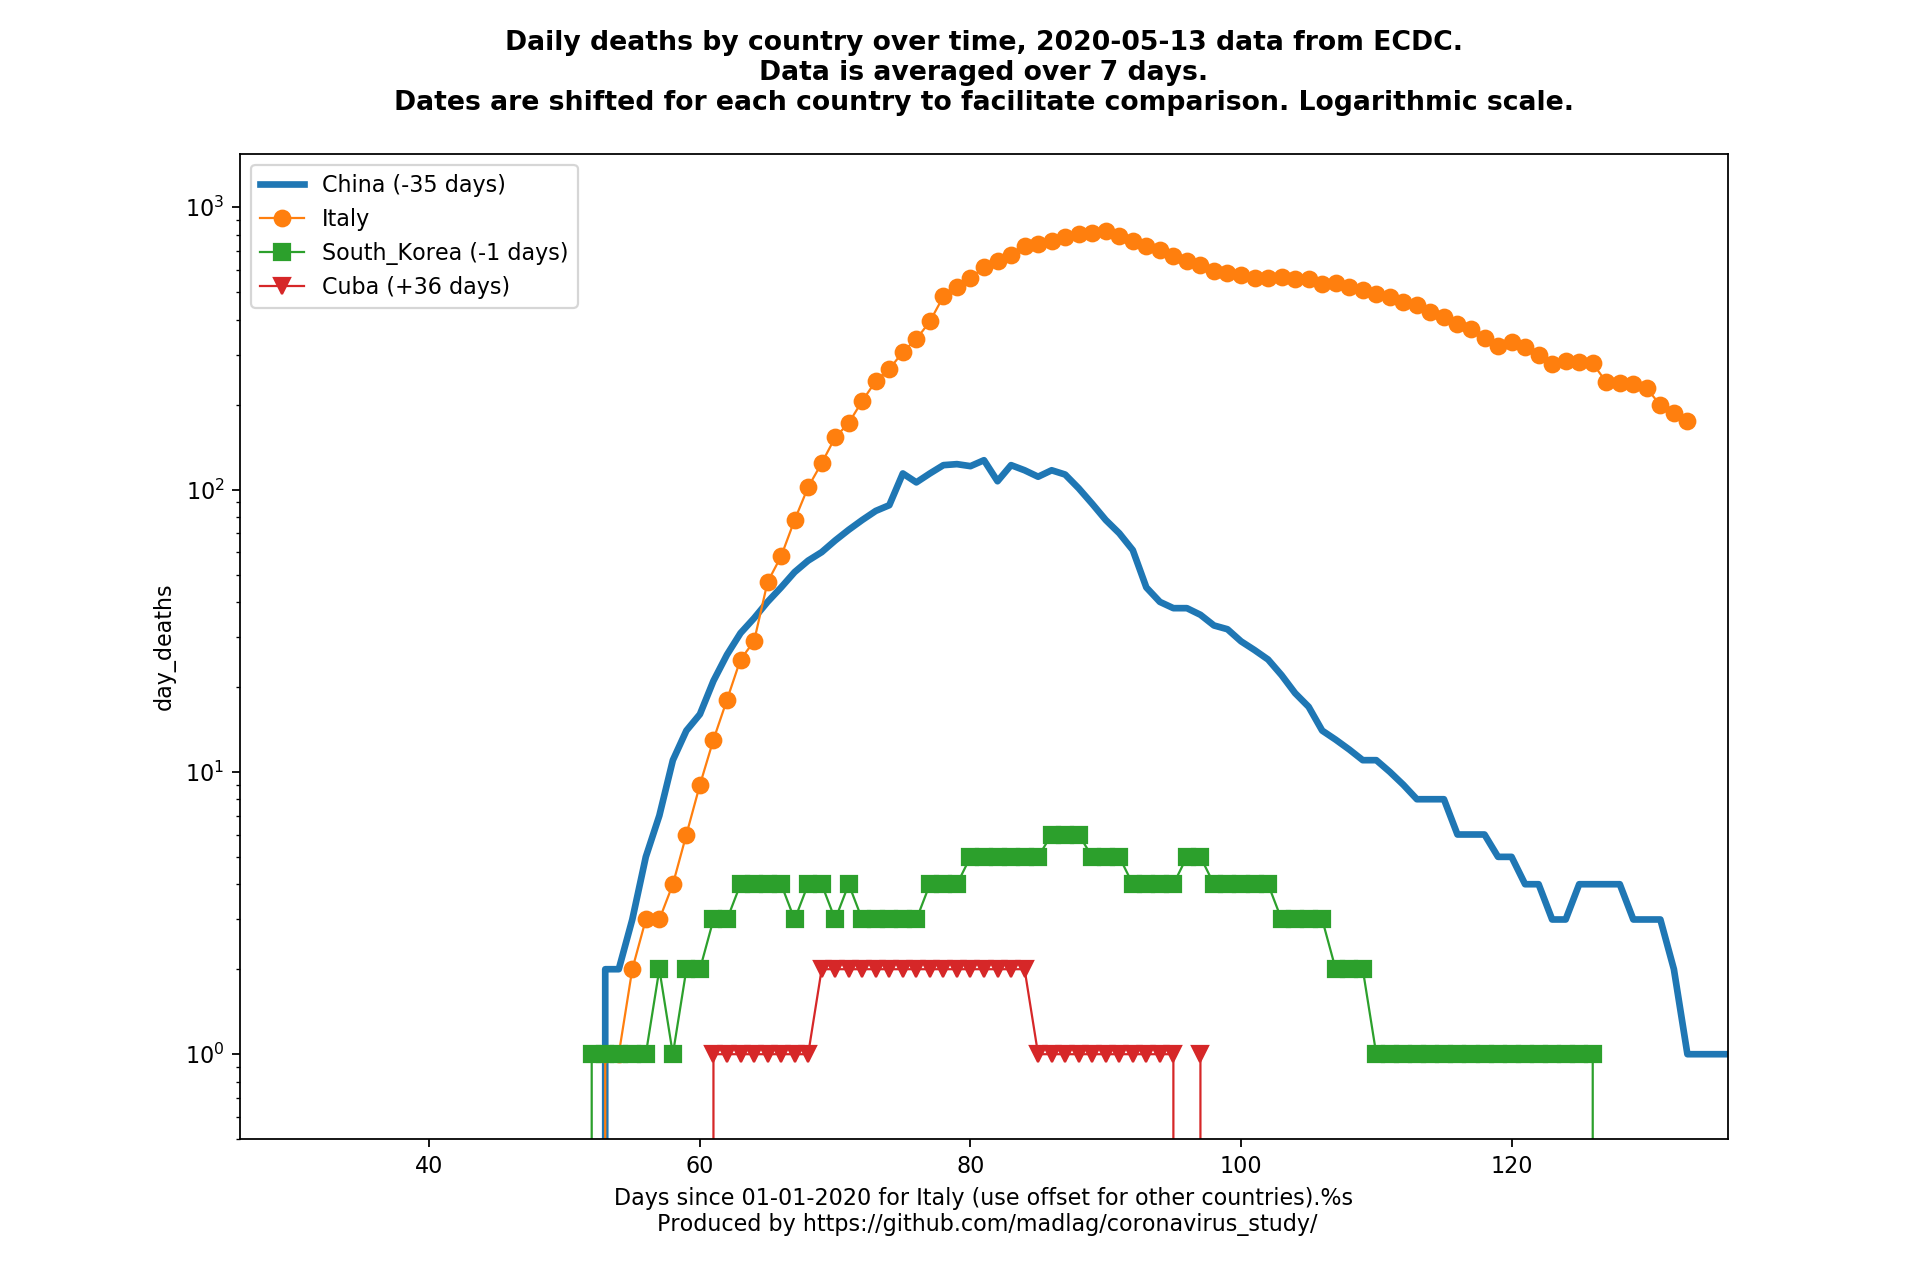 Daily deaths by country over time, 2020-05-13 data from ECDC.
Data is averaged over 7 days.
Dates are shifted for each country to facilitate comparison. Logarithmic scale.
China (-35 days)
Italy
South_Korea (-1 days)
Cuba (+36 days)
10³
10²
10¹
10⁰
day_deaths
40 60 80 100 120
Days since 01-01-2020 for Italy (use offset for other countries).%s
Produced by https://github.com/madlag/coronavirus_study/